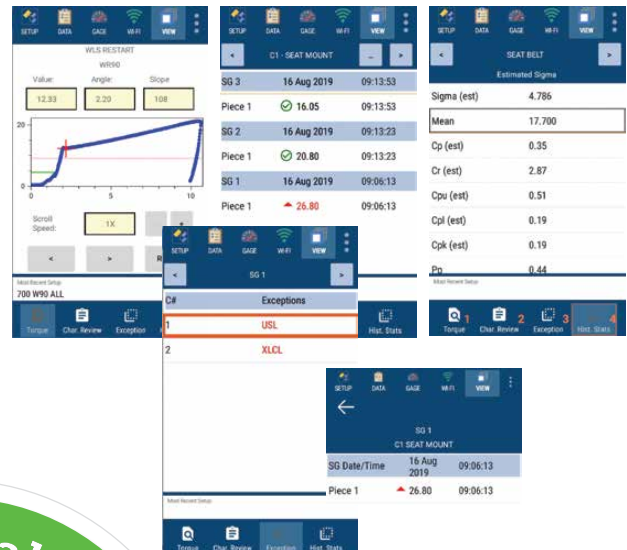 SETUP DATA GAGE WI-FI VIEW
WLS RESTART
WR90
Value: Angle: Slope
12.33 2.20 108
20
0
0 5 10
Scroll Speed: 1X
< >
Most Recent Setup
700 W90 ALL
Torque Char. Review Exception
SETUP DATA GAGE WI-FI VIEW
< C1 - SEAT MOUNT >
SG 3 16 Aug 2019 09:13:53
Piece 1 16.05 09:13:53
SG 2 16 Aug 2019 09:13:23
Piece 1 20.80 09:13:23
SG 1 16 Aug 2019 09:06:13
Piece 1 26.80 09:06:13
SETUP DATA GAGE WI-FI VIEW
< SEAT BELT >
Estimated Sigma
Sigma (est) 4.786
Mean 17.700
Cp (est) 0.35
Cr (est) 2.87
Cpu (est) 0.51
Cpl (est) 0.19
Cpk (est) 0.19
Pp 0.44
Most Recent Setup
1 2 3 4
Torque Char. Review Exception Hist. Stats
SETUP DATA GAGE WI-FI VIEW
< SG 1 >
C# Exceptions
1 USL
2 XLCL
Most Recent Setup
Torque Char. Review Exception Hist. Stats
Hist. Stats
SETUP DATA GAGE WI-FI VIEW
SG 1
C1 SEAT MOUNT
SG Date/Time 16 Aug 2019 09:06:13
Piece 1 26.80 09:06:13